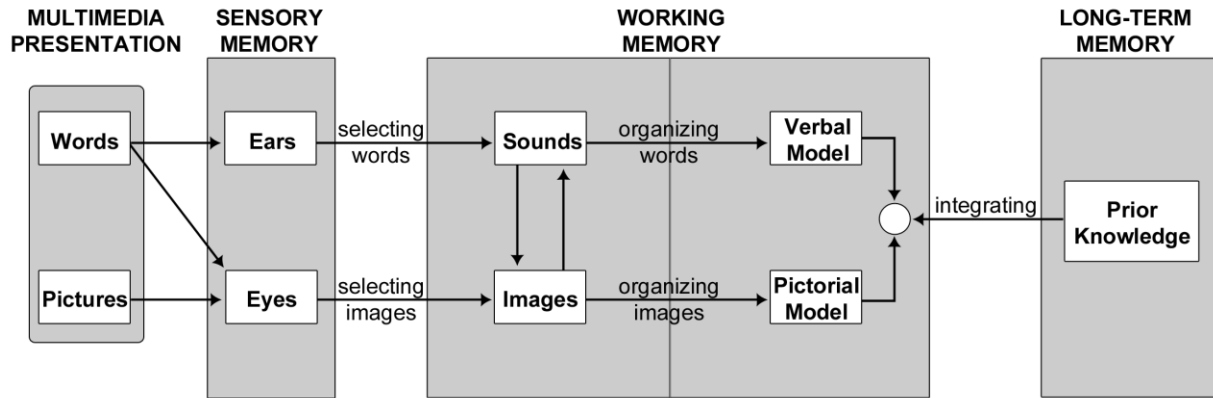 MULTIMEDIA
PRESENTATION
SENSORY
MEMORY
WORKING
MEMORY
LONG-TERM
MEMORY
Words
Ears
selecting
words
Sounds
organizing
words
Verbal
Model
integrating
Prior
Knowledge
Pictures
Eyes
selecting
images
Images
organizing
images
Pictorial
Model